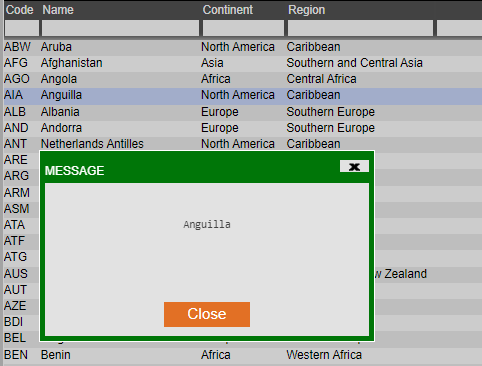 Code Name Continent Region
ABW Aruba North America Caribbean
AFG Afghanistan Asia Southern and Central Asia
AGO Angola Africa Central Africa
AIA Anguilla North America Caribbean
ALB Albania Europe Southern Europe
AND Andorra Europe Southern Europe
ANT Netherlands Antilles North America Caribbean
ARE
ARG
ARM
ASM
ATA
ATF
ATG
AUS w Zealand
AUT
AZE
BDI
BEL
BEN Benin Africa Western Africa
MESSAGE
Anguilla
Close